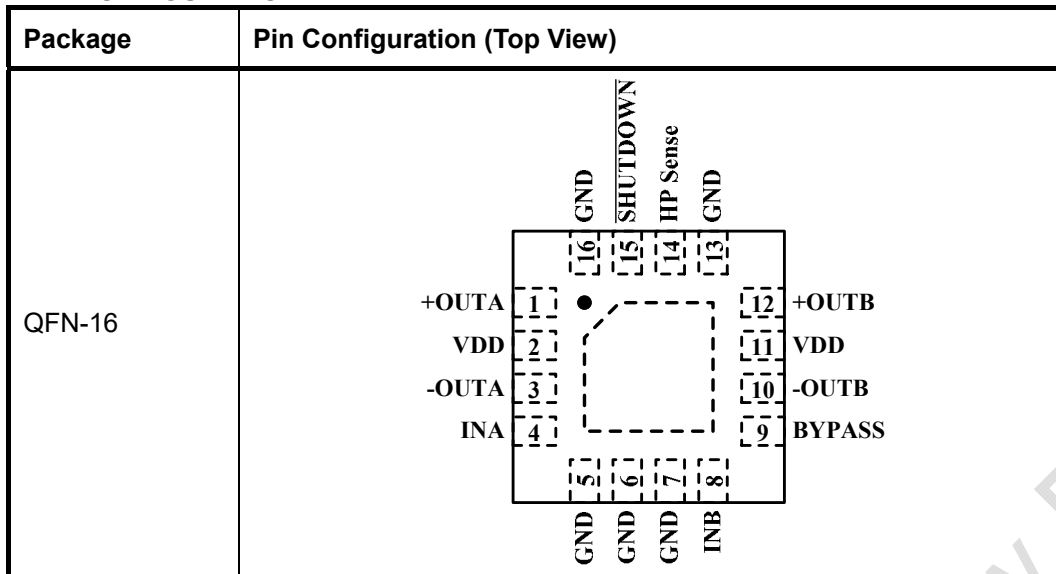 Package Pin Configuration (Top View)
QFN-16
GND
SHUTDOWN
HP Sense
GND
16 15 14 13
+OUTA 1 12 +OUTB
VDD 2 11 VDD
-OUTA 3 10 -OUTB
INA 4 9 BYPASS
5 6 7 8
GND
GND
GND
INB